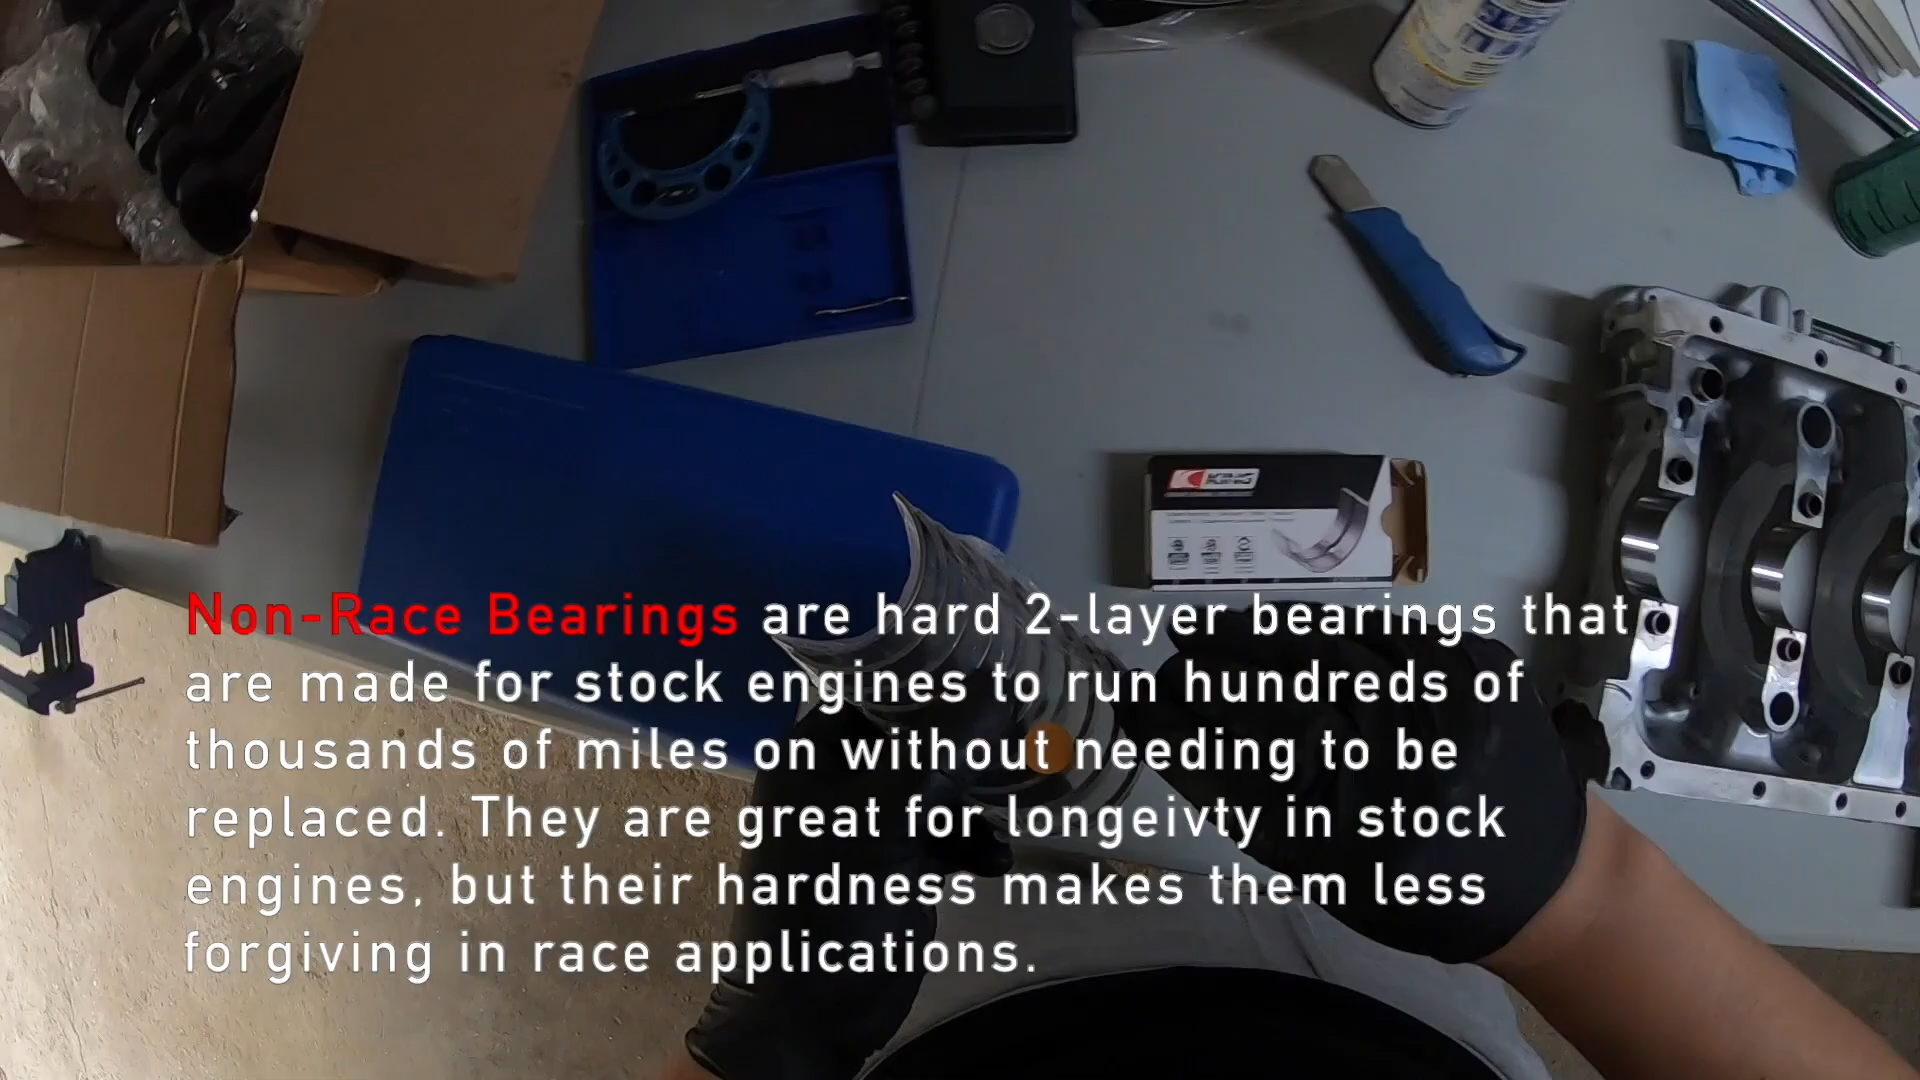 KING
Non-Race Bearings are hard 2-layer bearings that
are made for stock engines to run hundreds of
thousands of miles on without needing to be
replaced. They are great for longeivty in stock
engines, but their hardness makes them less
forgiving in race applications.